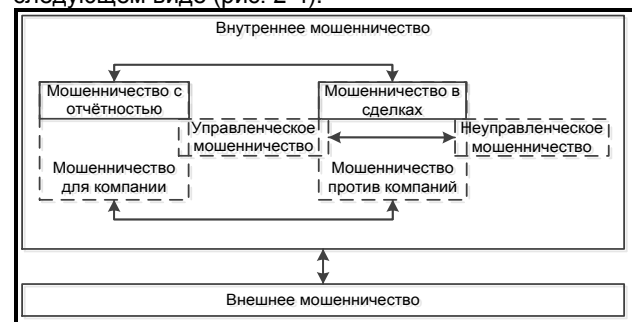 следующем виде (рис. 2-4).
Внутреннее мошенничество
Мошенничество с
отчётностью
Мошенничество в
сделках
Управленческое
мошенничество
Неуправленческое
мошенничество
Мошенничество
для компании
Мошенничество
против компаний
Внешнее мошенничество